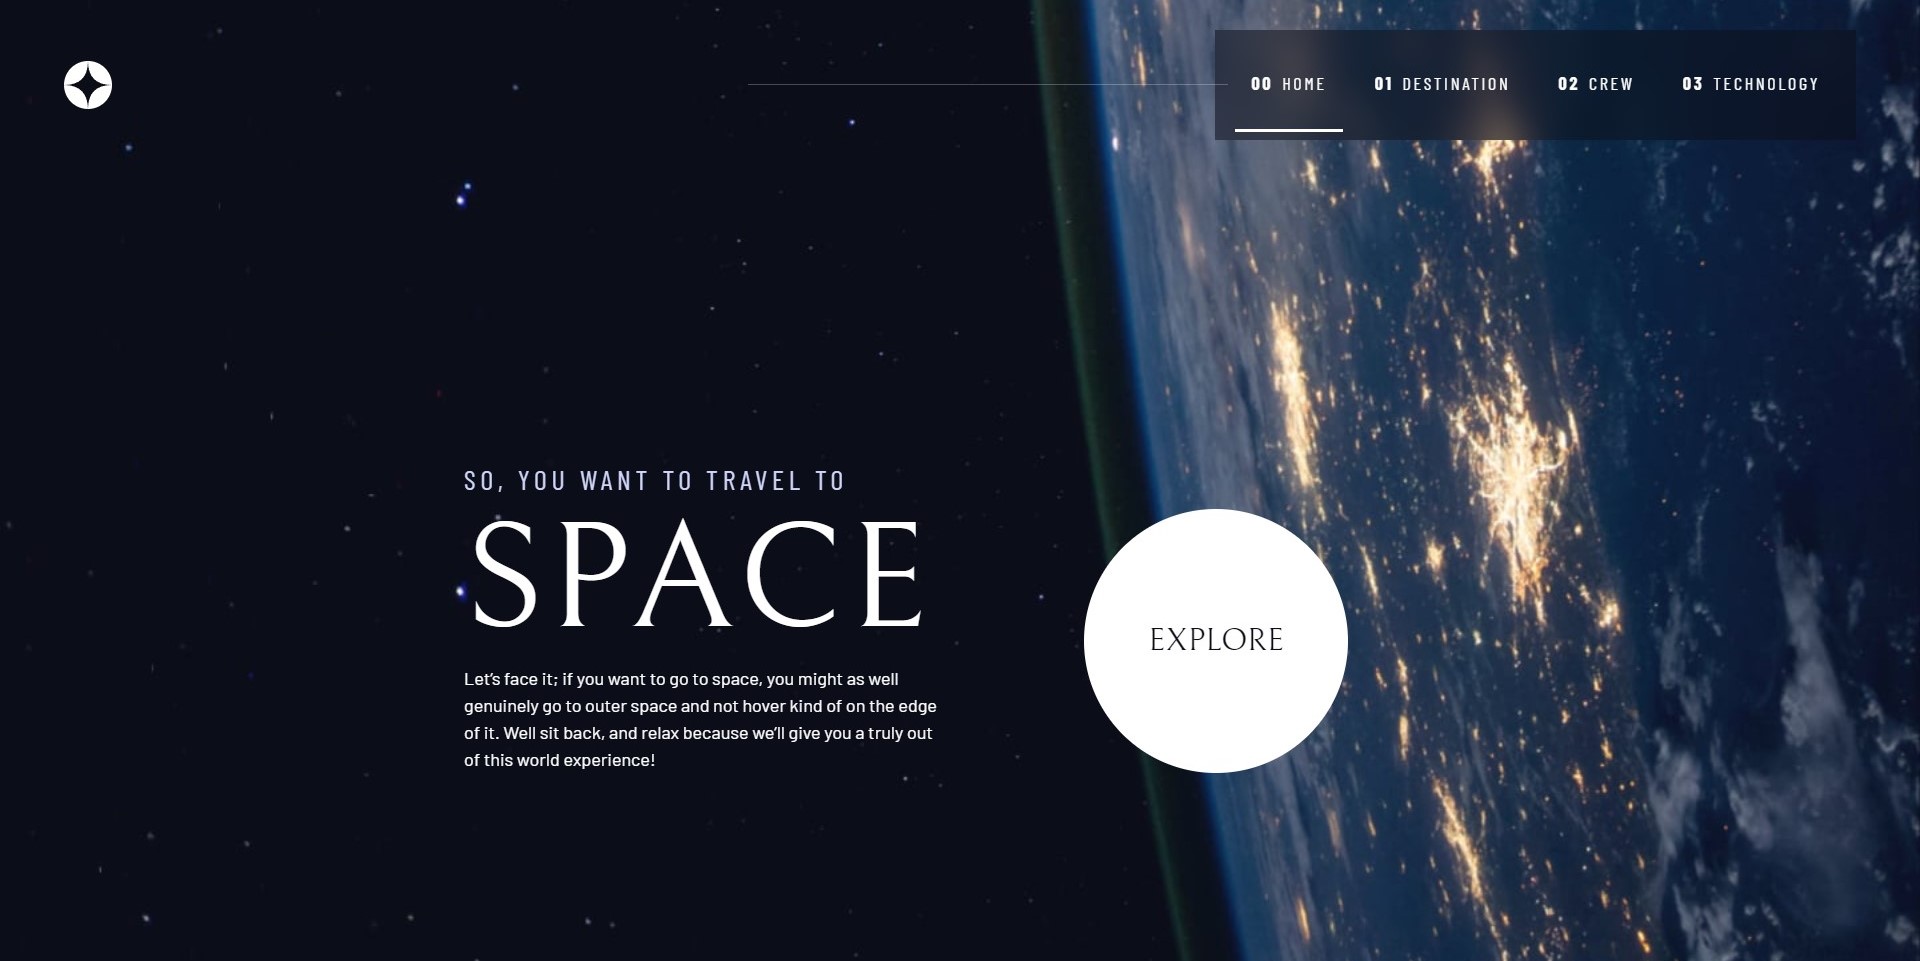 00 HOME 01 DESTINATION 02 CREW 03 TECHNOLOGY
SO, YOU WANT TO TRAVEL TO
SPACE
Let’s face it; if you want to go to space, you might as well
genuinely go to outer space and not hover kind of on the edge
of it. Well sit back, and relax because we’ll give you a truly out
of this world experience!
EXPLORE